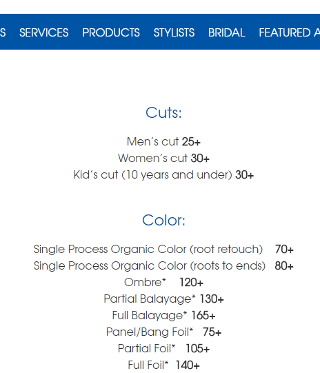 SERVICES PRODUCTS STYLISTS BRIDAL FEATURED
Cuts:
Men's cut 25+
Women's cut 30+
Kid's cut (10 years and under) 30+
Color:
Single Process Organic Color (root retouch) 70+
Single Process Organic Color (roots to ends) 80+
Ombre* 120+
Partial Balayage* 130+
Full Balayage* 165+
Panel/Bang Foil* 75+
Partial Foil* 105+
Full Foil* 140+